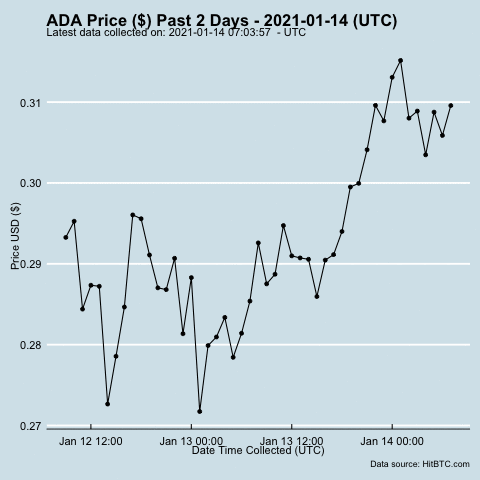 ADA Price ($) Past 2 Days - 2021-01-14 (UTC)
Latest data collected on: 2021-01-14 07:03:57 - UTC
Price USD ($)
0.31
0.30
0.29
0.28
0.27
Jan 12 12:00 Jan 13 00:00 Jan 13 12:00 Jan 14 00:00
Date Time Collected (UTC)
Data source: HitBTC.com